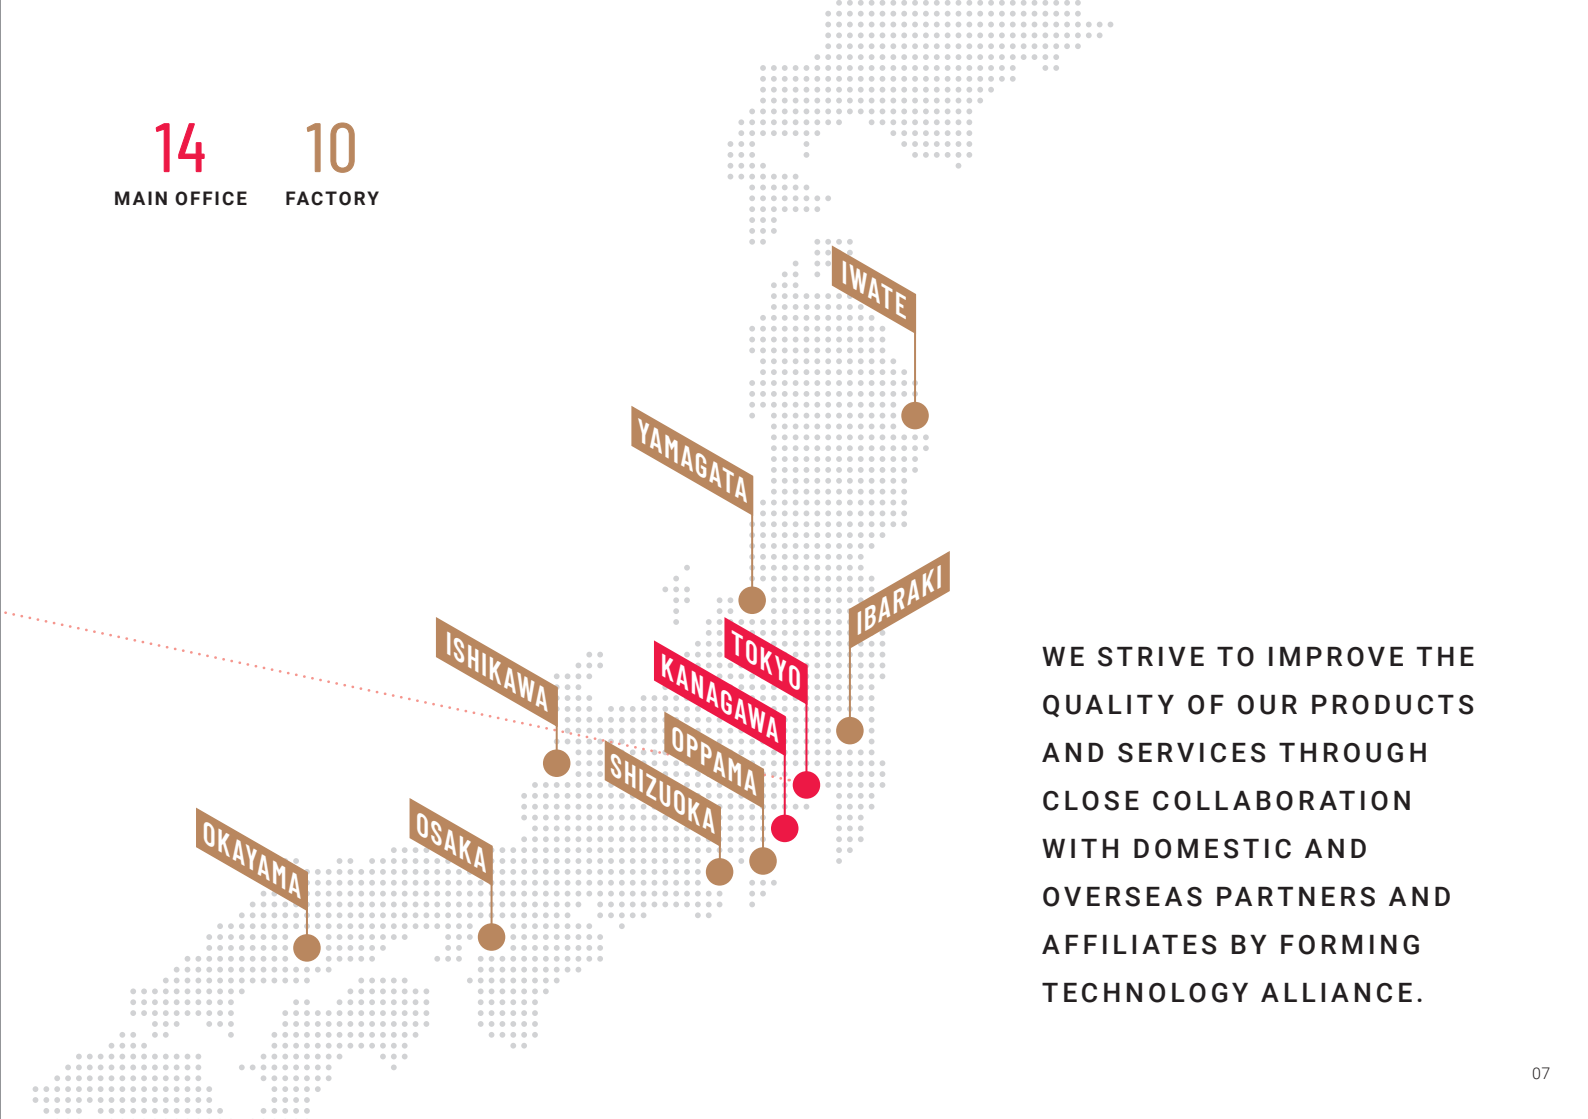 14
MAIN OFFICE
10
FACTORY
IWATE
YAMAGATA
IBARAKI
ISHIKAWA
TOKYO
KANAGAWA
OPPAMA
SHIZUOKA
OSAKA
OKAYAMA
WE STRIVE TO IMPROVE THE
QUALITY OF OUR PRODUCTS
AND SERVICES THROUGH
CLOSE COLLABORATION
WITH DOMESTIC AND
OVERSEAS PARTNERS AND
AFFILIATES BY FORMING
TECHNOLOGY ALLIANCE.
07